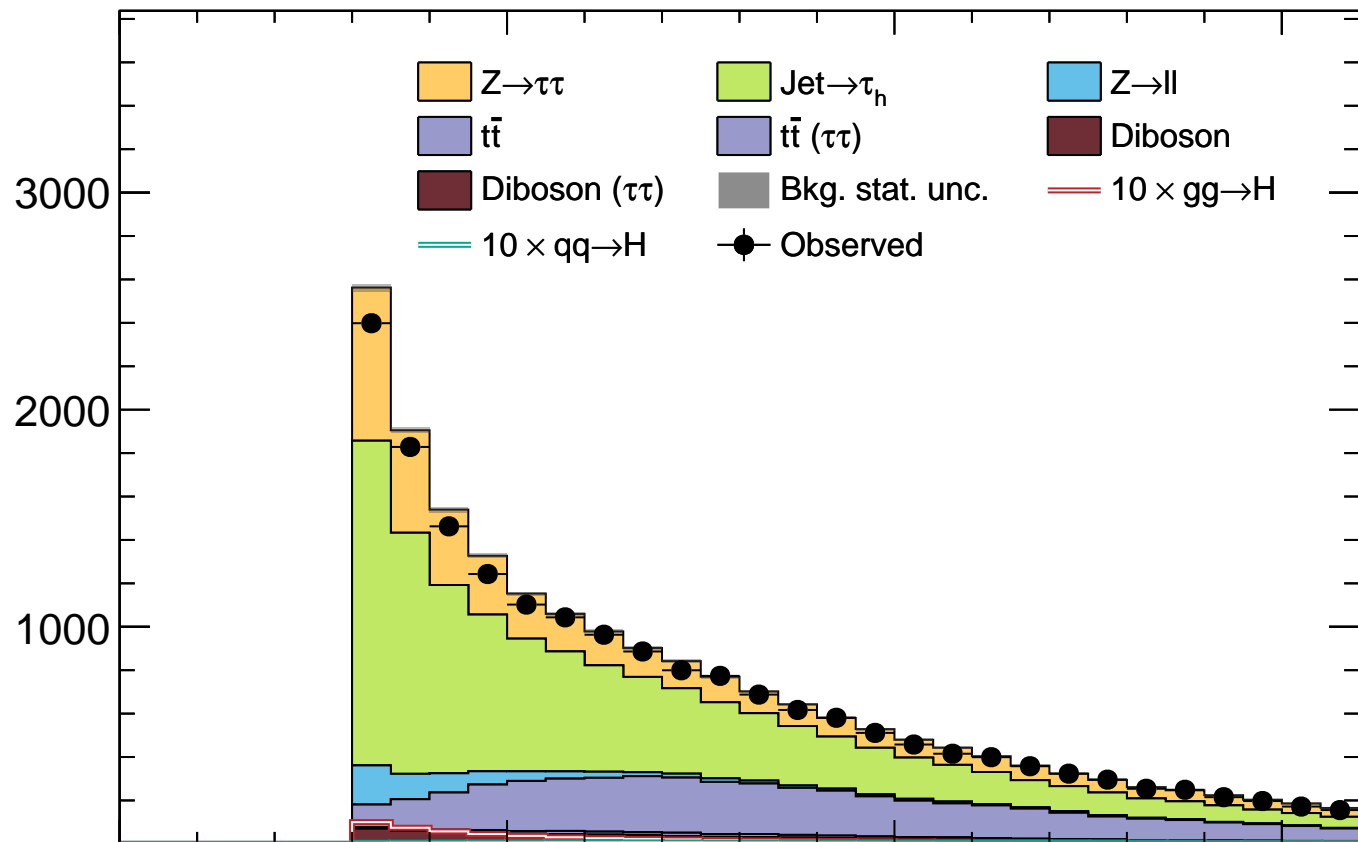 Z→ττ Jet→τₕ Z→ll
tt̄ tt̄ (ττ) Diboson
Diboson (ττ) Bkg. stat. unc. 10 × gg→H
10 × qq→H Observed
3000
2000
1000